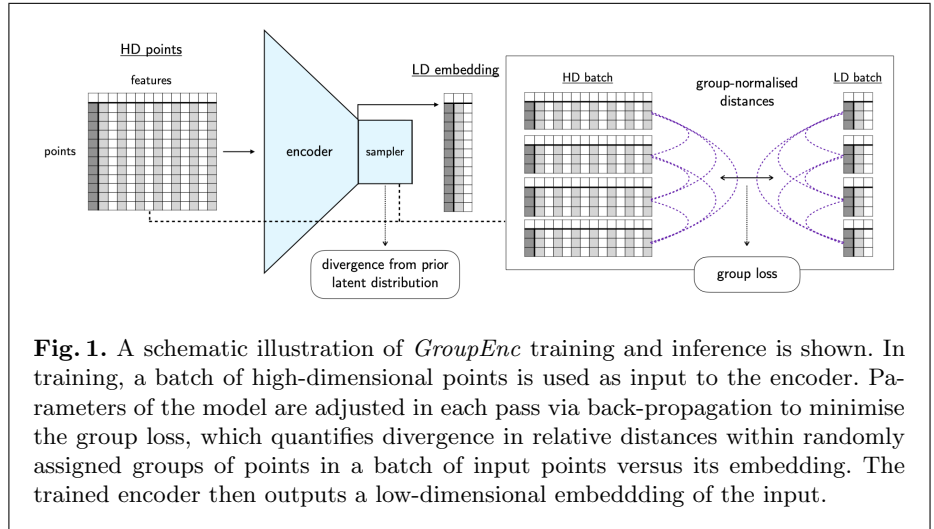 HD points
features
points
encoder
sampler
LD embedding
divergence from prior
latent distribution
HD batch
group-normalised
distances
LD batch
group loss
Fig. 1. A schematic illustration of GroupEnc training and inference is shown. In
training, a batch of high-dimensional points is used as input to the encoder. Pa-
rameters of the model are adjusted in each pass via back-propagation to minimise
the group loss, which quantifies divergence in relative distances within randomly
assigned groups of points in a batch of input points versus its embedding. The
trained encoder then outputs a low-dimensional embeddding of the input.